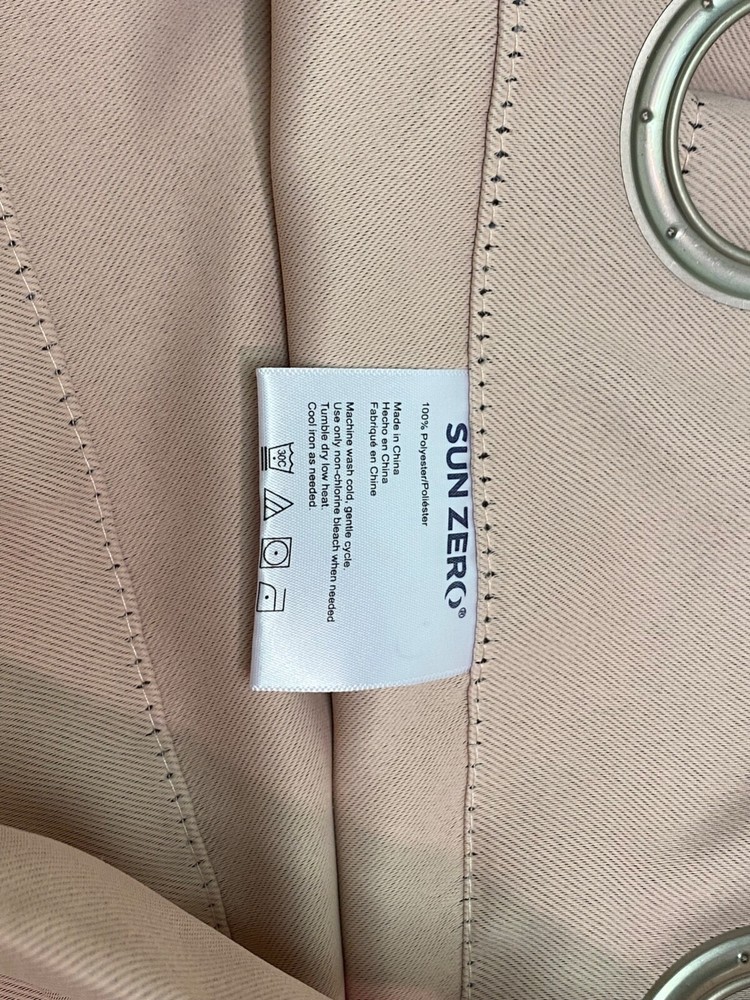 SUN ZERO®
100% Polyester/Poliéster
Made in China
Hecho en China
Fabriqué en Chine
Machine wash cold, gentle cycle.
Use only non-chlorine bleach when needed
Tumble dry low heat.
Cool iron as needed.
30C